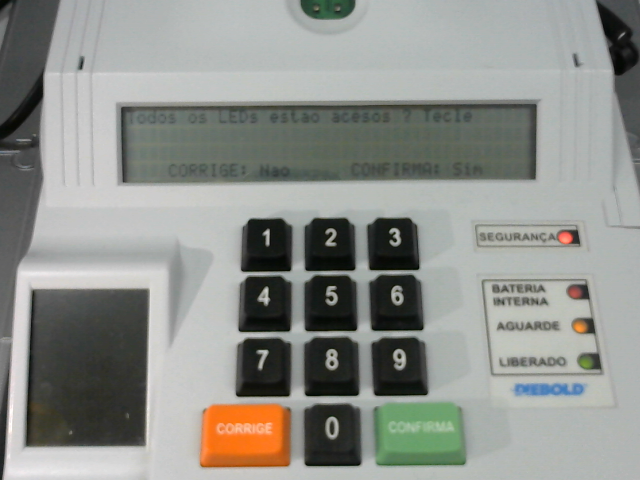 Todos os LEDs estao acesos ? Tecle
CORRIGE: Nao CONFIRMA: Sim
1 2 3
SEGURANÇA
4 5 6
BATERIA
INTERNA
AGUARDE
7 8 9
LIBERADO
DIEBOLD
CORRIGE 0 CONFIRMA